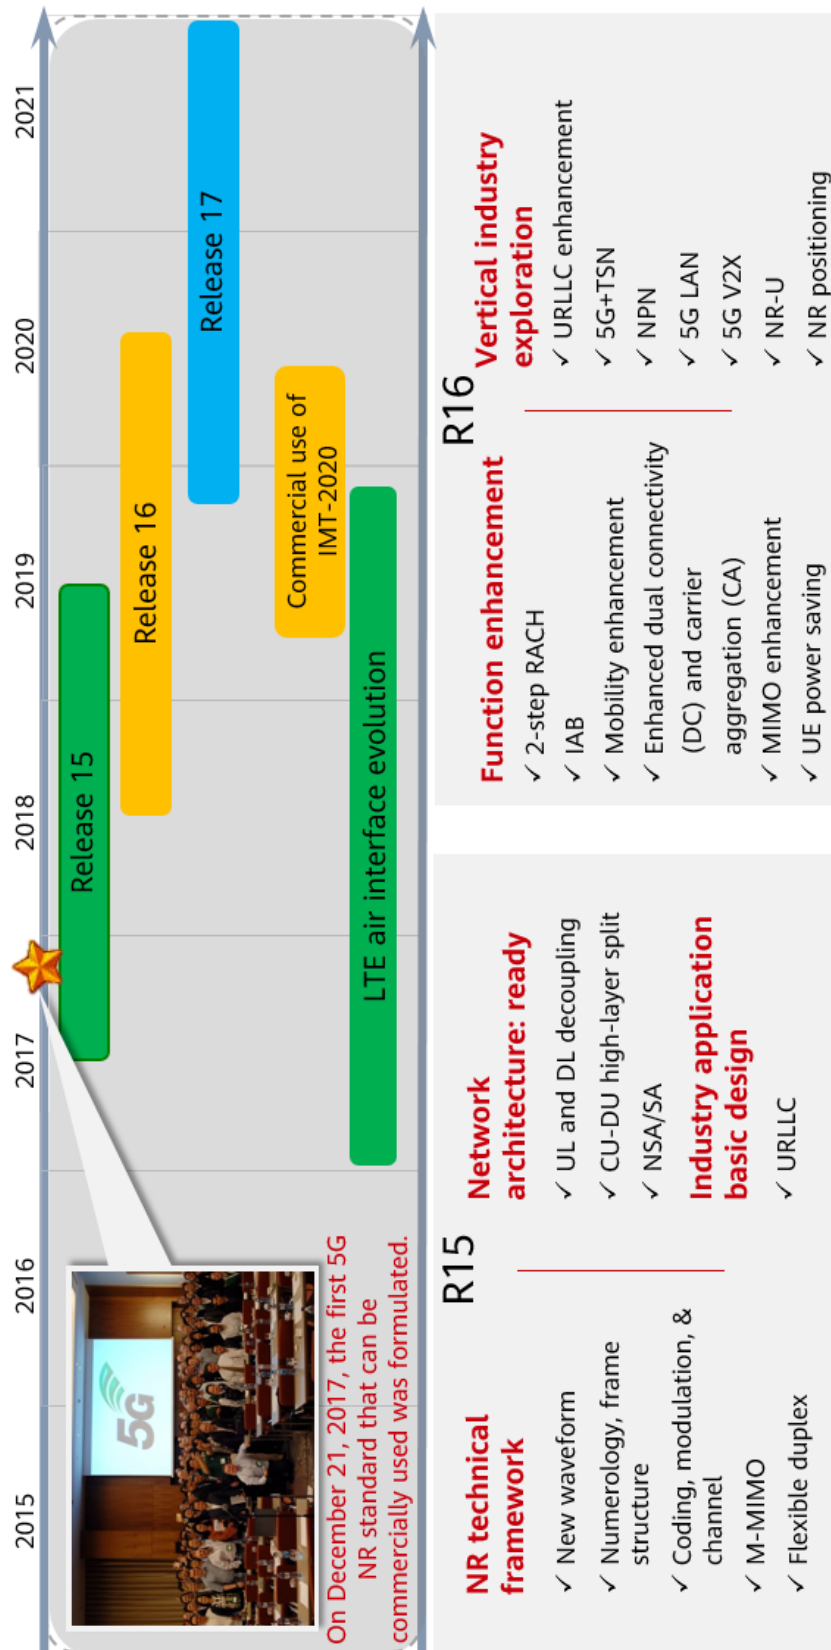 2015
2016
2017
2018
2019
2020
2021
Release 15
Release 16
Release 17
Commercial use of
IMT-2020
LTE air interface evolution
5G
On December 21, 2017, the first 5G
NR standard that can be
commercially used was formulated.
R15
NR technical
framework
✓ New waveform
✓ Numerology, frame
structure
✓ Coding, modulation, &
channel
✓ M-MIMO
✓ Flexible duplex
Network
architecture: ready
✓ UL and DL decoupling
✓ CU-DU high-layer split
✓ NSA/SA
Industry application
basic design
✓ URLLC
R16
Function enhancement
✓ 2-step RACH
✓ IAB
✓ Mobility enhancement
✓ Enhanced dual connectivity
(DC) and carrier
aggregation (CA)
✓ MIMO enhancement
✓ UE power saving
Vertical industry
exploration
✓ URLLC enhancement
✓ 5G+TSN
✓ NPN
✓ 5G LAN
✓ 5G V2X
✓ NR-U
✓ NR positioning